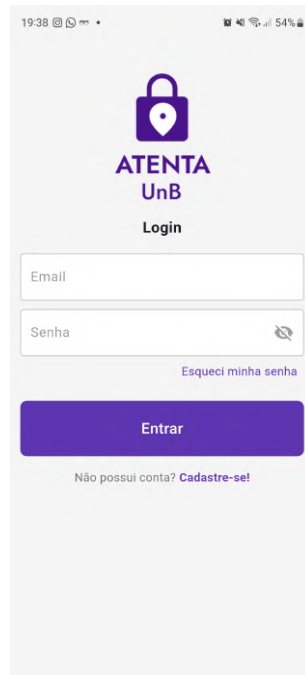 19:38 54%
ATENTA
UnB
Login
Email
Senha
Esqueci minha senha
Entrar
Não possui conta? Cadastre-se!